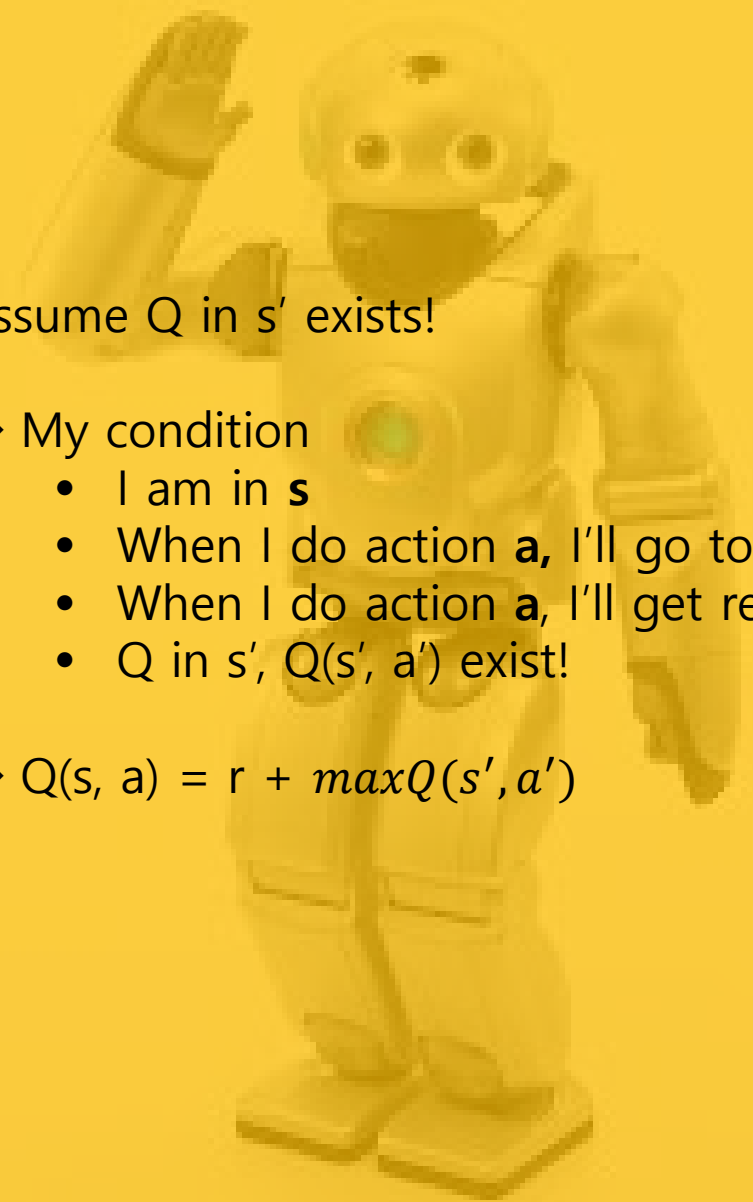 ssume Q in s' exists!
My condition
• I am in s
• When I do action a, I'll go to
• When I do action a, I'll get re
• Q in s', Q(s', a') exist!
Q(s, a) = r + maxQ(s′, a′)